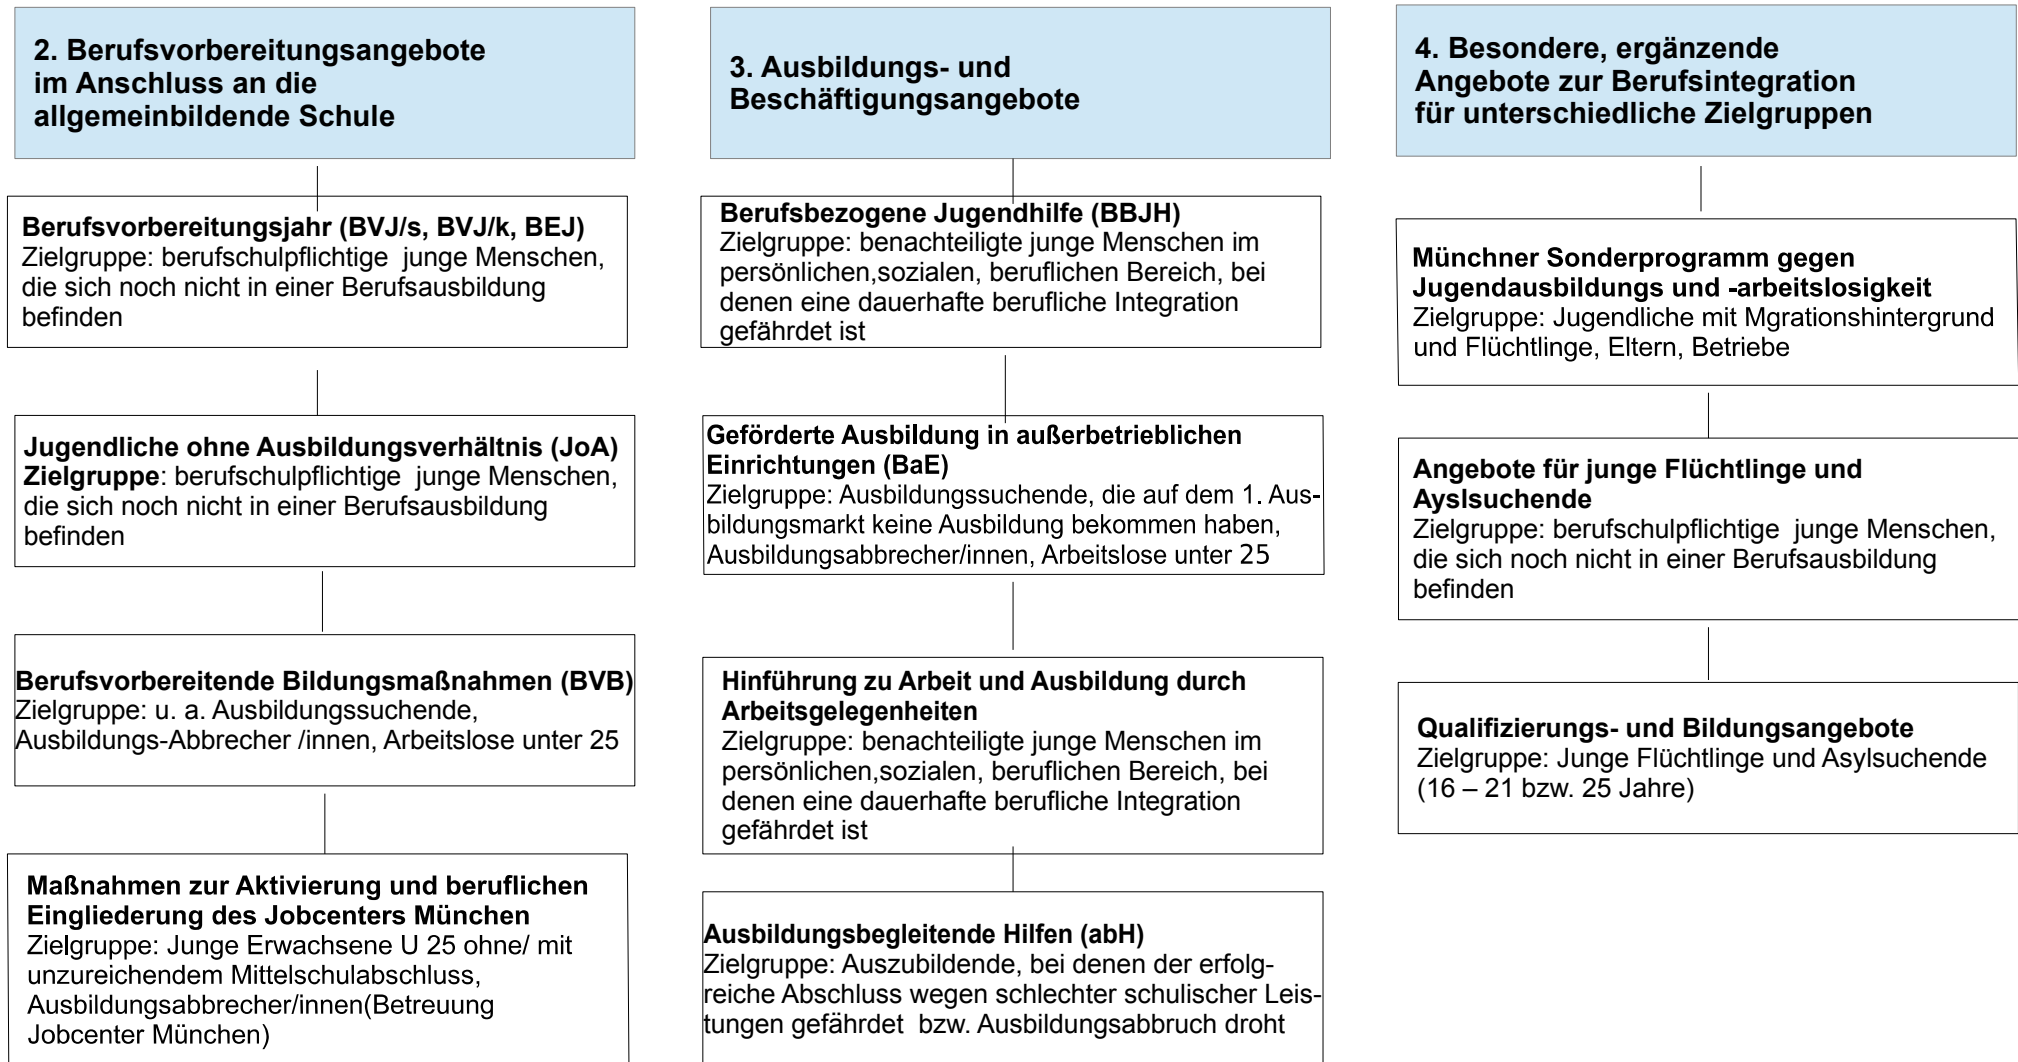 2. Berufsvorbereitungsangebote
im Anschluss an die
allgemeinbildende Schule
Berufsvorbereitungsjahr (BVJ/s, BVJ/k, BEJ)
Zielgruppe: berufschulpflichtige  junge Menschen,
die sich noch nicht in einer Berufsausbildung
befinden
Jugendliche ohne Ausbildungsverhältnis (JoA)
Zielgruppe: berufschulpflichtige  junge Menschen,
die sich noch nicht in einer Berufsausbildung
befinden
Berufsvorbereitende Bildungsmaßnahmen (BVB)
Zielgruppe: u. a. Ausbildungssuchende,
Ausbildungs-Abbrecher /innen, Arbeitslose unter 25
Maßnahmen zur Aktivierung und beruflichen
Eingliederung des Jobcenters München
Zielgruppe: Junge Erwachsene U 25 ohne/ mit
unzureichendem Mittelschulabschluss,
Ausbildungsabbrecher/innen(Betreuung
Jobcenter München)
3. Ausbildungs- und
Beschäftigungsangebote
Berufsbezogene Jugendhilfe (BBJH)
Zielgruppe: benachteiligte junge Menschen im
persönlichen,sozialen, beruflichen Bereich, bei
denen eine dauerhafte berufliche Integration
gefährdet ist
Geförderte Ausbildung in außerbetrieblichen
Einrichtungen (BaE)
Zielgruppe: Ausbildungssuchende, die auf dem 1. Aus-
bildungsmarkt keine Ausbildung bekommen haben,
Ausbildungsabbrecher/innen, Arbeitslose unter 25
Hinführung zu Arbeit und Ausbildung durch
Arbeitsgelegenheiten
Zielgruppe: benachteiligte junge Menschen im
persönlichen,sozialen, beruflichen Bereich, bei
denen eine dauerhafte berufliche Integration
gefährdet ist
Ausbildungsbegleitende Hilfen (abH)
Zielgruppe: Auszubildende, bei denen der erfolg-
reiche Abschluss wegen schlechter schulischer Leis-
tungen gefährdet  bzw. Ausbildungsabbruch droht
4. Besondere, ergänzende
Angebote zur Berufsintegration
für unterschiedliche Zielgruppen
Münchner Sonderprogramm gegen
Jugendausbildungs und -arbeitslosigkeit
Zielgruppe: Jugendliche mit Mgrationshintergrund
und Flüchtlinge, Eltern, Betriebe
Angebote für junge Flüchtlinge und
Ayslsuchende
Zielgruppe: berufschulpflichtige  junge Menschen,
die sich noch nicht in einer Berufsausbildung
befinden
Qualifizierungs- und Bildungsangebote
Zielgruppe: Junge Flüchtlinge und Asylsuchende
(16 – 21 bzw. 25 Jahre)